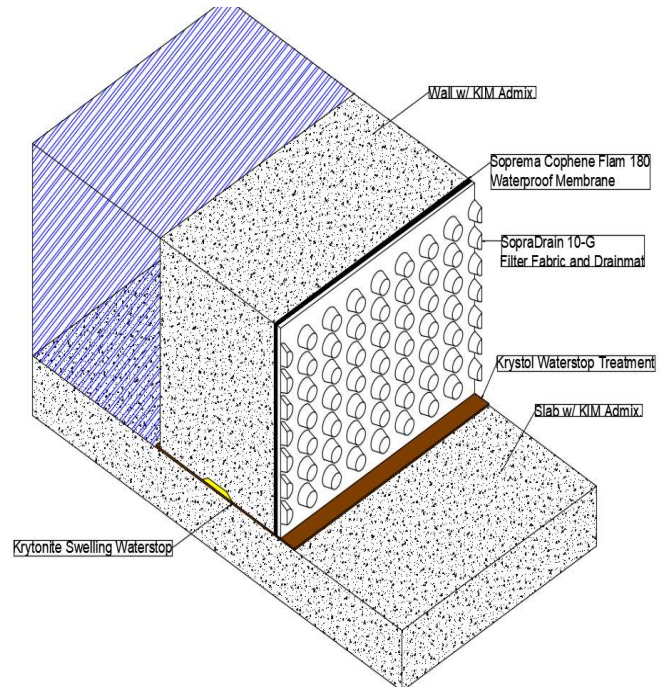 Wall w/ KIM Admix
Soprema Cophene Flam 180
Waterproof Membrane
SopraDrain 10-G
Filter Fabric and Drainmat
Krystol Waterstop Treatment
Slab w/ KIM Admix
Krytonite Swelling Waterstop